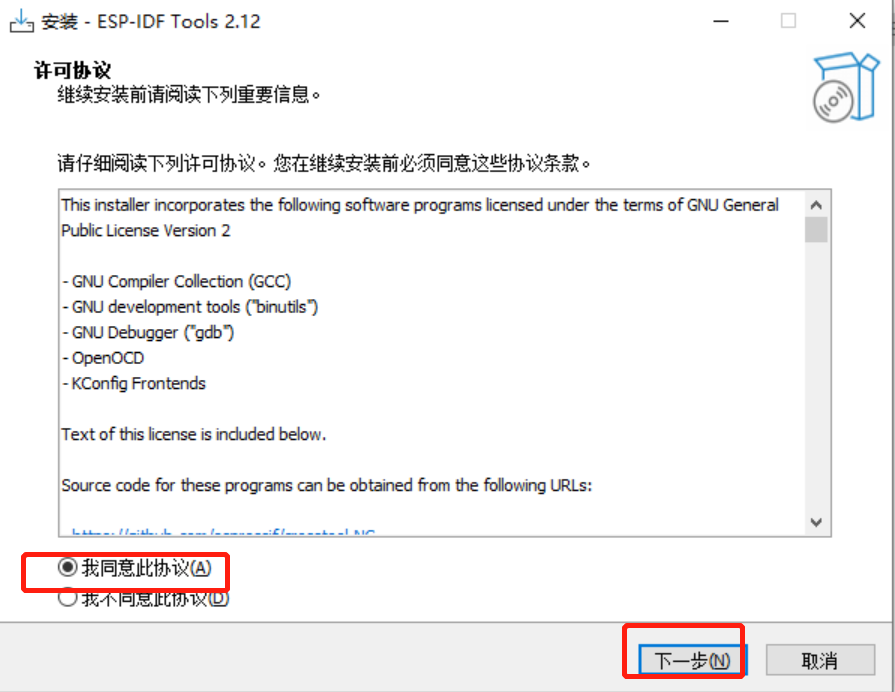 安装 - ESP-IDF Tools 2.12
许可协议
继续安装前请阅读下列重要信息。
请仔细阅读下列许可协议。您在继续安装前必须同意这些协议条款。
This installer incorporates the following software programs licensed under the terms of GNU General
Public License Version 2
- GNU Compiler Collection (GCC)
- GNU development tools ("binutils")
- GNU Debugger ("gdb")
- OpenOCD
- KConfig Frontends
Text of this license is included below.
Source code for these programs can be obtained from the following URLs:
- https://github.com/espressif/crosstool-NG
我同意此协议(A)
我不同意此协议(D)
下一步(N)
取消